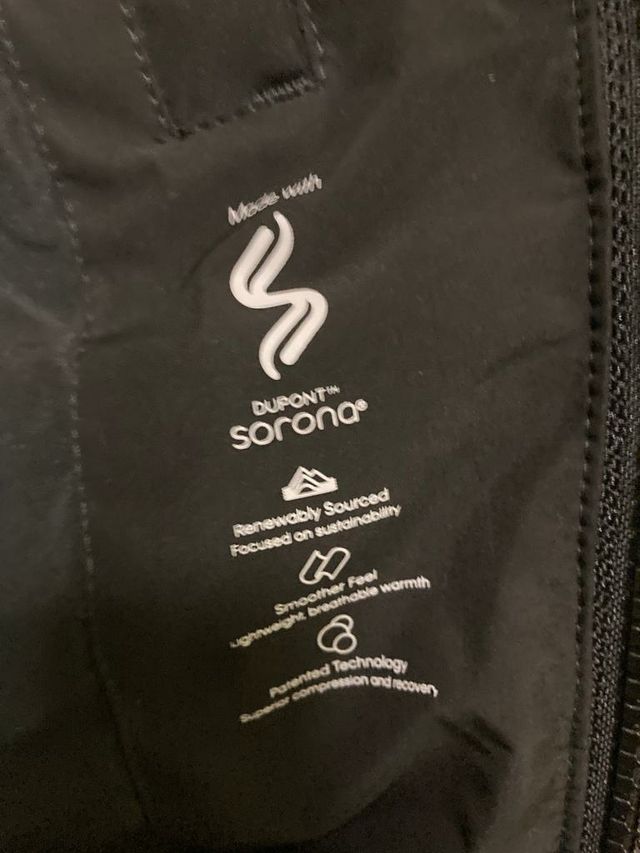 Made with
DUPONT™
sorona®
Renewably Sourced
Focused on sustainability
Smoother Feel
Lightweight, breathable warmth
Patented Technology
Superior compression and recovery